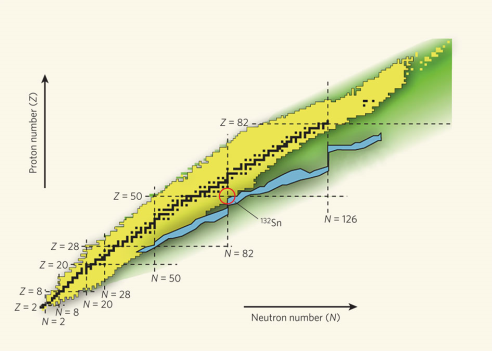 Proton number (Z)
Z = 82
Z = 50
Z = 28
Z = 20
Z = 8
Z = 2
N = 2
N = 8
N = 20
N = 28
N = 50
N = 82
N = 126
¹³²Sn
Neutron number (N)